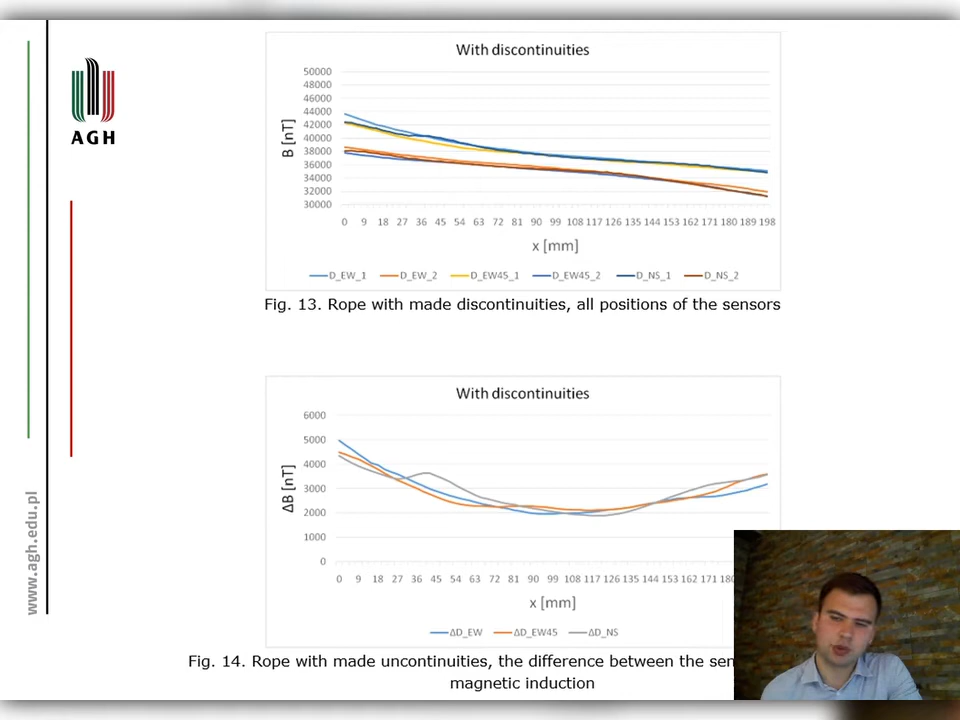 AGH
www.agh.edu.pl
With discontinuities
B [nT]
50000
48000
46000
44000
42000
40000
38000
36000
34000
32000
30000
0 9 18 27 36 45 54 63 72 81 90 99 108 117 126 135 144 153 162 171 180 189 198
x [mm]
D_EW_1 D_EW_2 D_EW45_1 D_EW45_2 D_NS_1 D_NS_2
Fig. 13. Rope with made discontinuities, all positions of the sensors
With discontinuities
ΔB [nT]
6000
5000
4000
3000
2000
1000
0
0 9 18 27 36 45 54 63 72 81 90 99 108 117 126 135 144 153 162 171
x [mm]
ΔD_EW ΔD_EW45 ΔD_NS
Fig. 14. Rope with made uncontinuities, the difference between the
magnetic induction